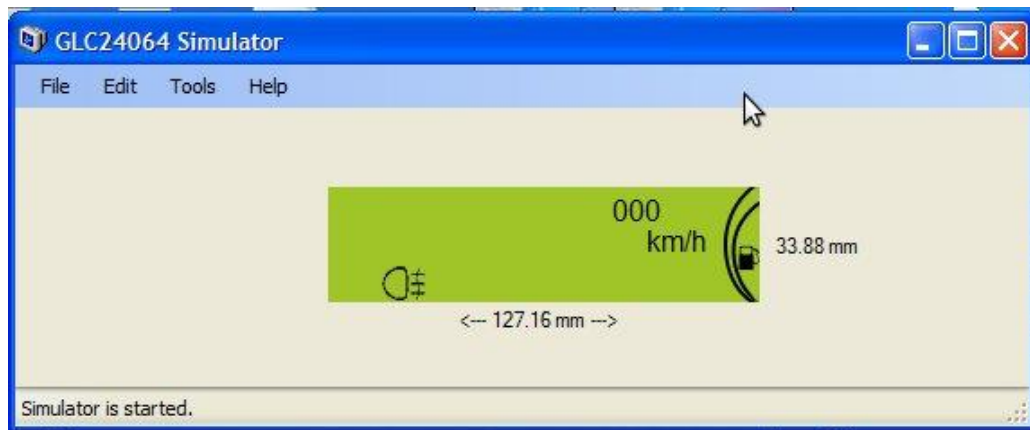 GLC24064 Simulator
File Edit Tools Help
000
km/h
33.88 mm
<--- 127.16 mm --->
Simulator is started.